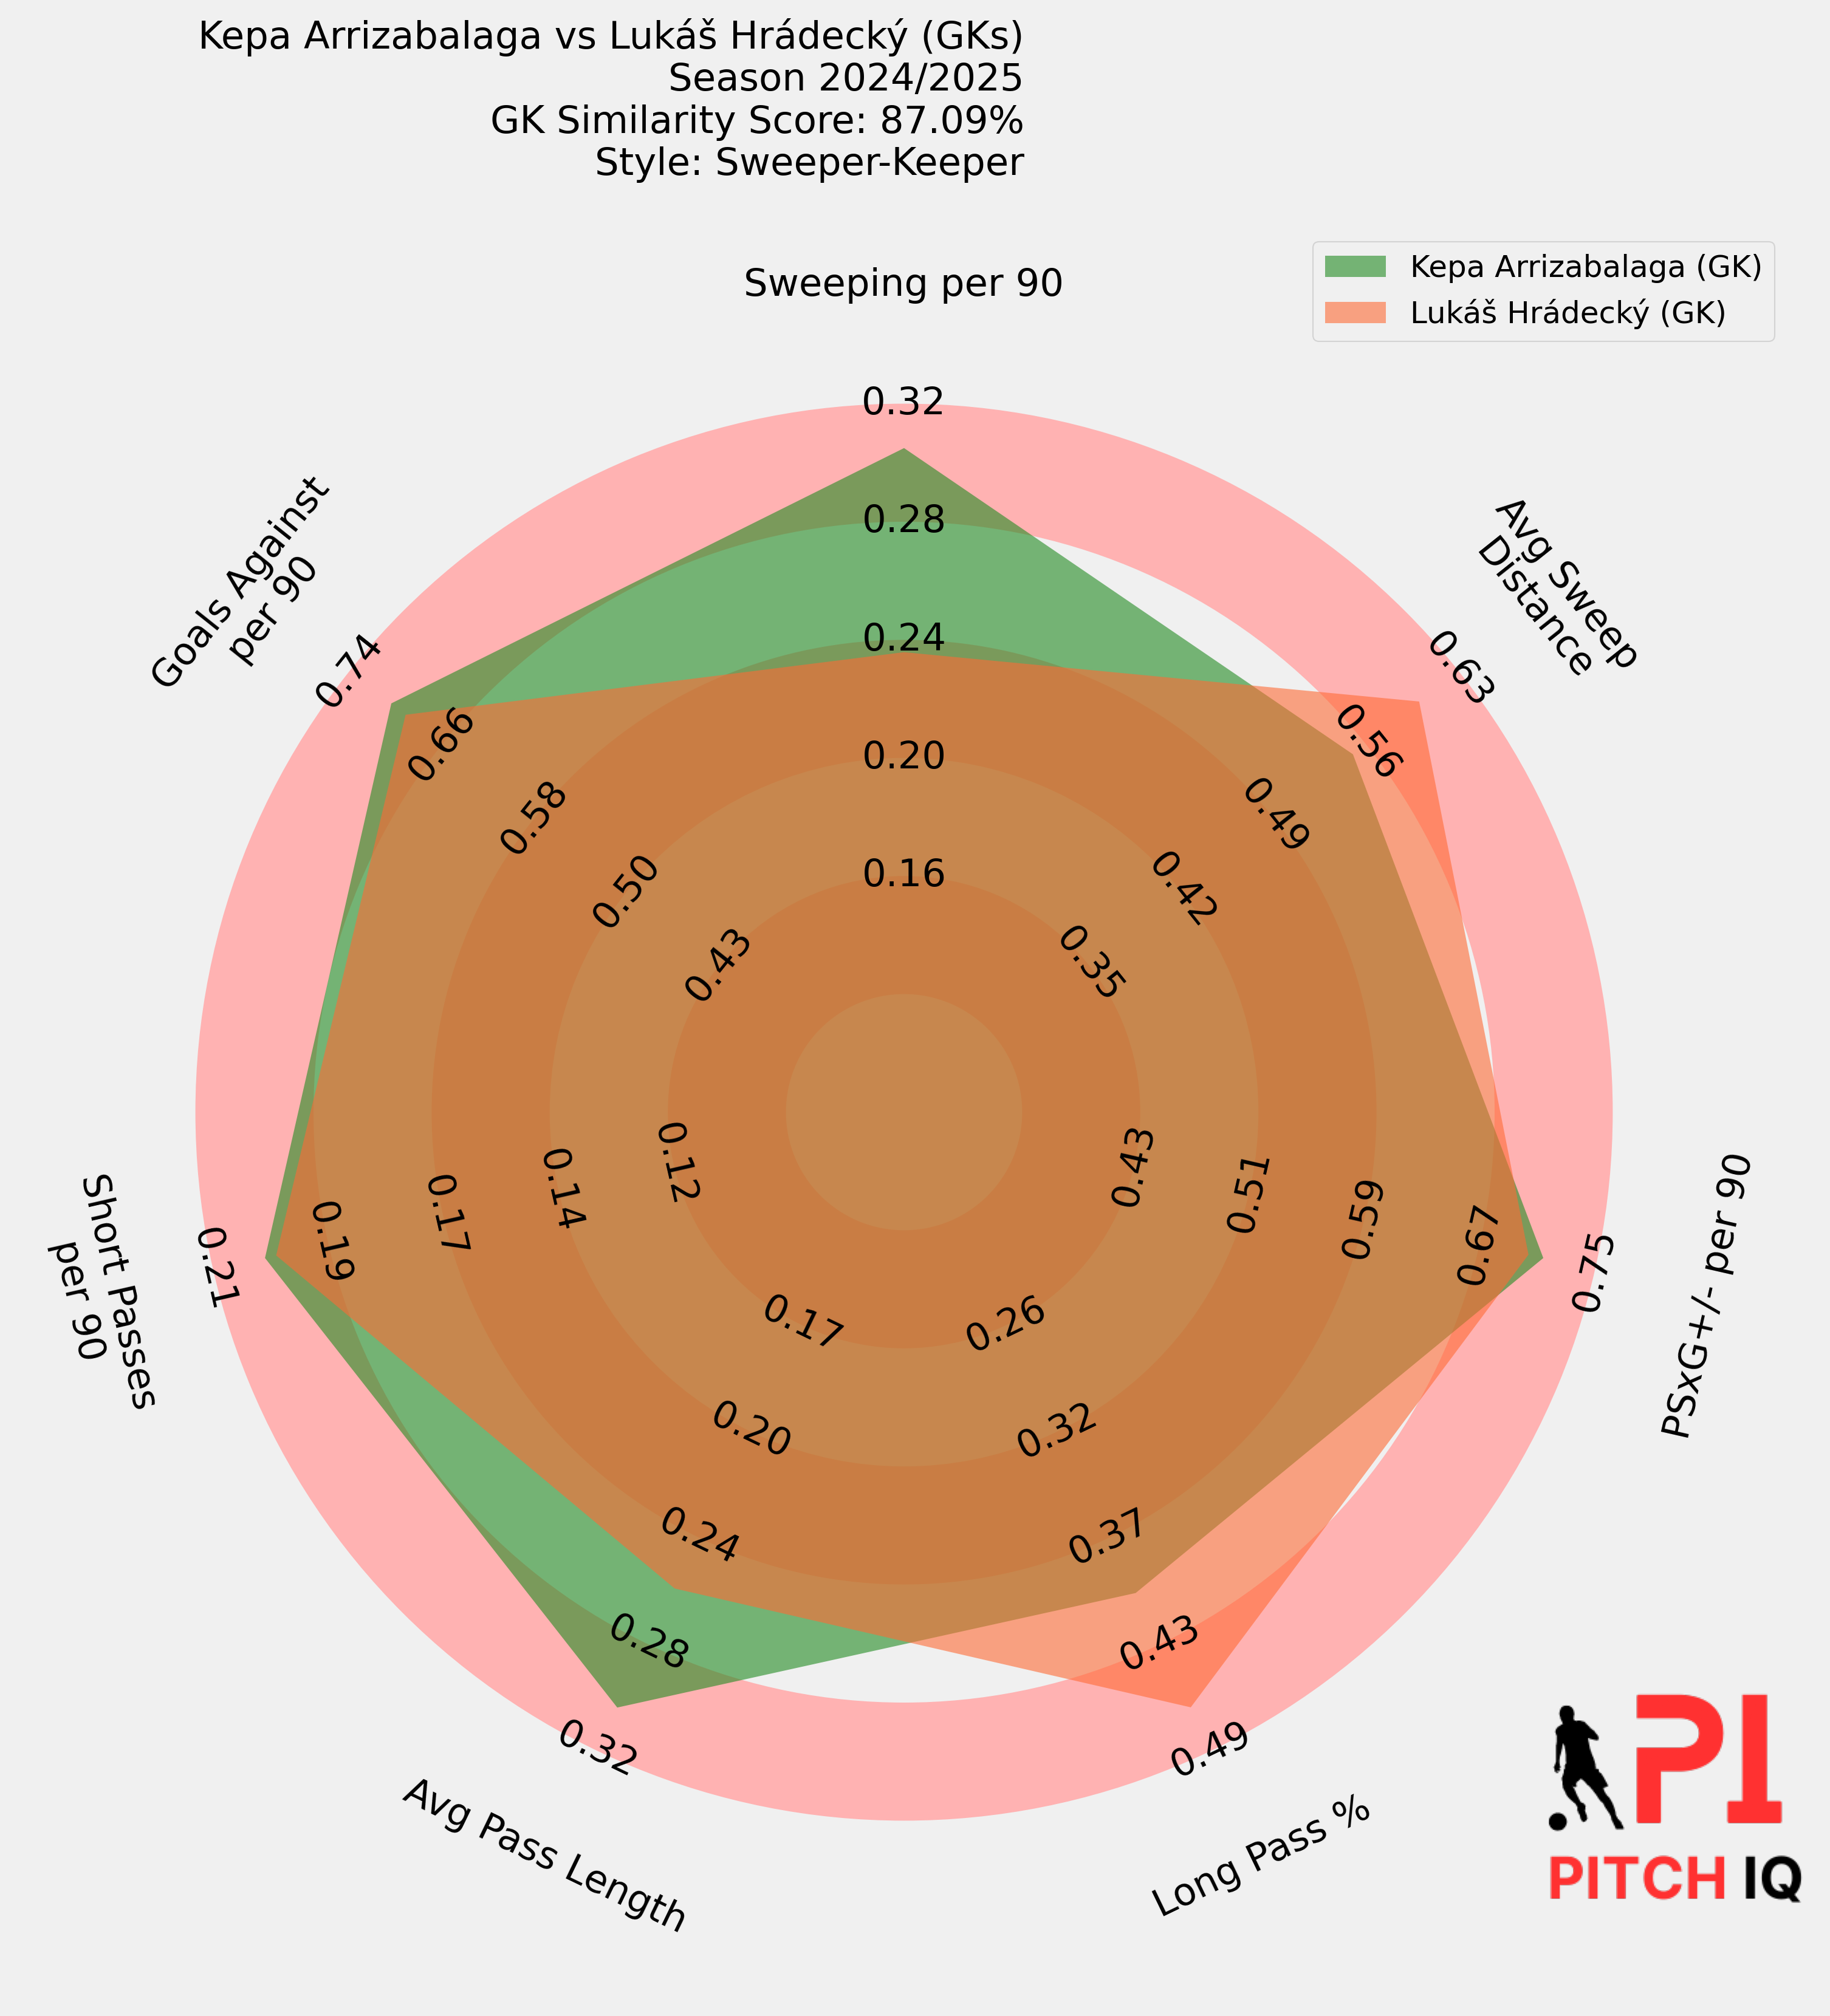 Kepa Arrizabalaga vs Lukáš Hrádecký (GKs)
Season 2024/2025
GK Similarity Score: 87.09%
Style: Sweeper-Keeper
Kepa Arrizabalaga (GK)
Lukáš Hrádecký (GK)
Sweeping per 90
0.32
0.28
0.24
0.20
0.16
Avg Sweep
Distance
0.63
0.56
0.49
0.42
0.35
PSxG+/- per 90
0.75
0.67
0.59
0.51
0.43
Long Pass %
0.49
0.43
0.37
0.32
0.26
Avg Pass Length
0.32
0.28
0.24
0.20
0.17
Short Passes
per 90
0.21
0.19
0.17
0.14
0.12
Goals Against
per 90
0.74
0.66
0.58
0.50
0.43
PI
PITCH IQ